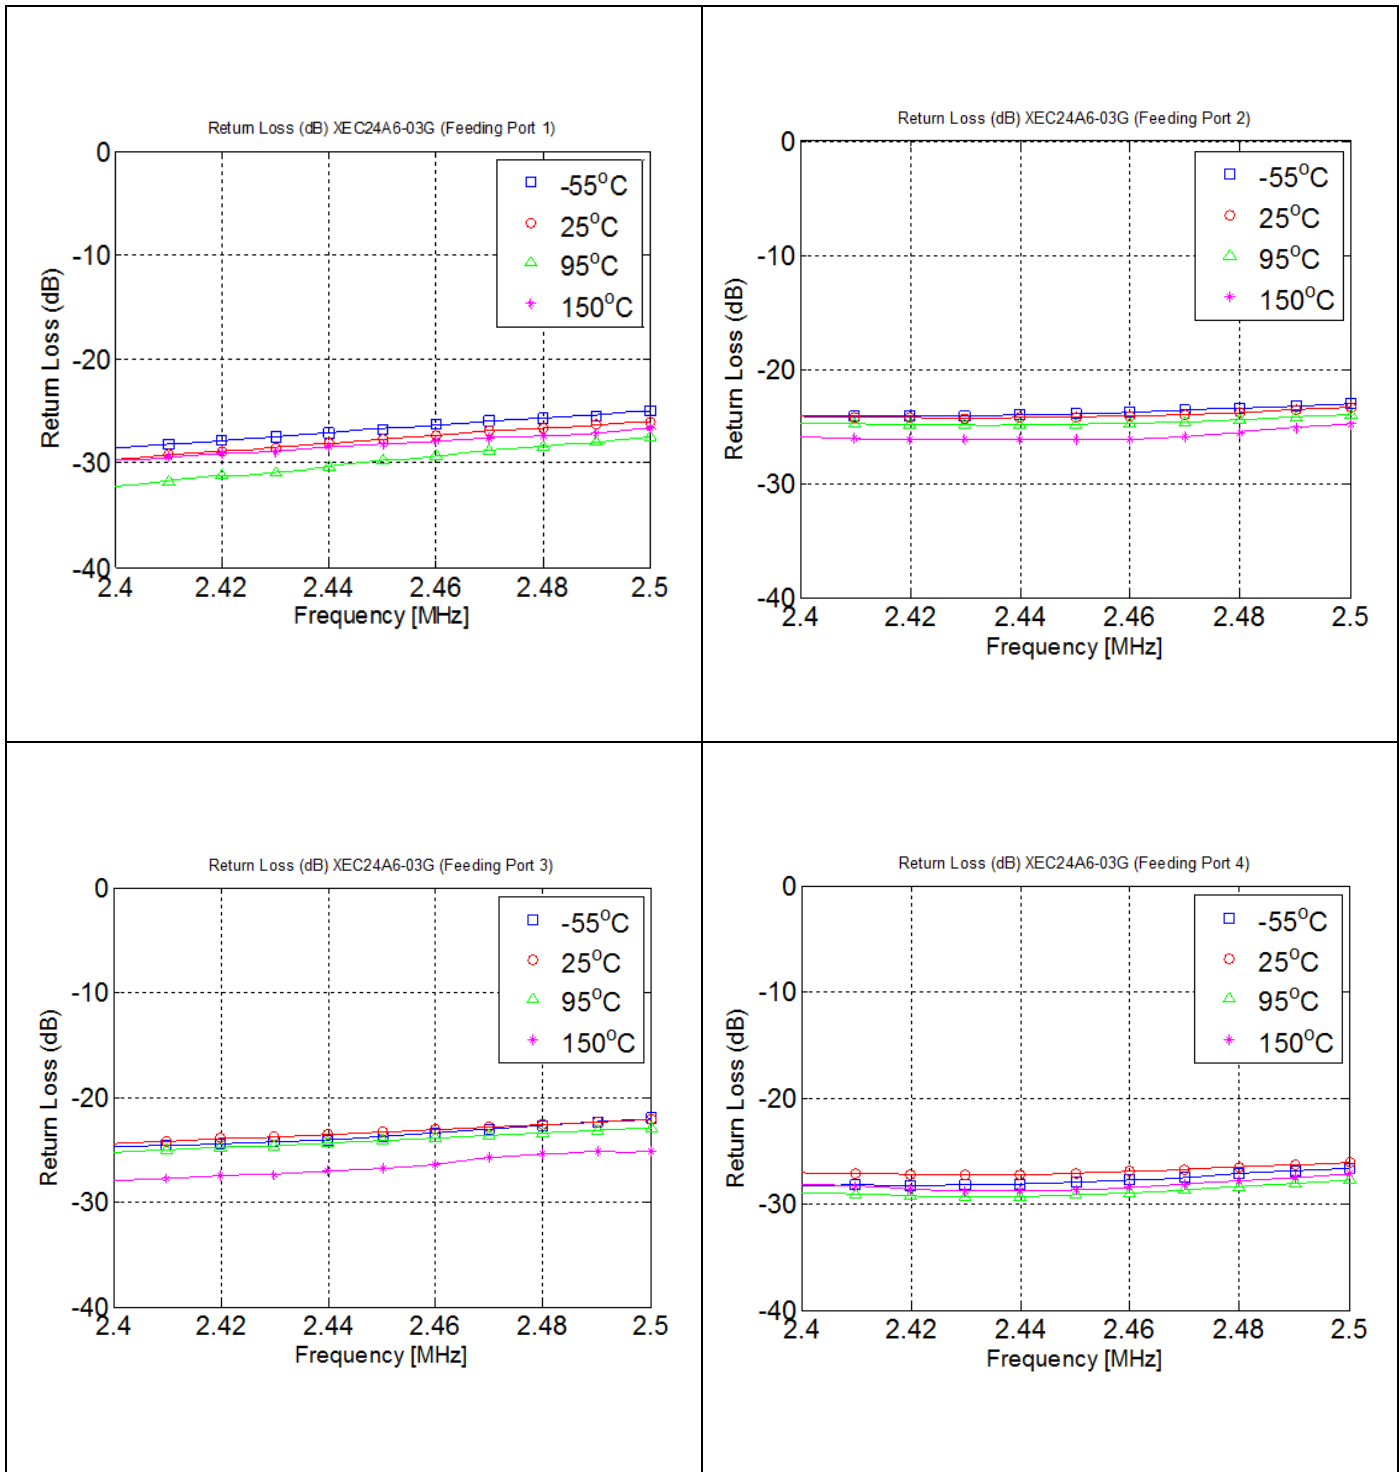 Return Loss (dB) XEC24A6-03G (Feeding Port 1)
0
-10
-20
-30
-40
Return Loss (dB)
-55°C
25°C
95°C
150°C
2.4 2.42 2.44 2.46 2.48 2.5
Frequency [MHz]
Return Loss (dB) XEC24A6-03G (Feeding Port 2)
0
-10
-20
-30
-40
Return Loss (dB)
-55°C
25°C
95°C
150°C
2.4 2.42 2.44 2.46 2.48 2.5
Frequency [MHz]
Return Loss (dB) XEC24A6-03G (Feeding Port 3)
0
-10
-20
-30
-40
Return Loss (dB)
-55°C
25°C
95°C
150°C
2.4 2.42 2.44 2.46 2.48 2.5
Frequency [MHz]
Return Loss (dB) XEC24A6-03G (Feeding Port 4)
0
-10
-20
-30
-40
Return Loss (dB)
-55°C
25°C
95°C
150°C
2.4 2.42 2.44 2.46 2.48 2.5
Frequency [MHz]